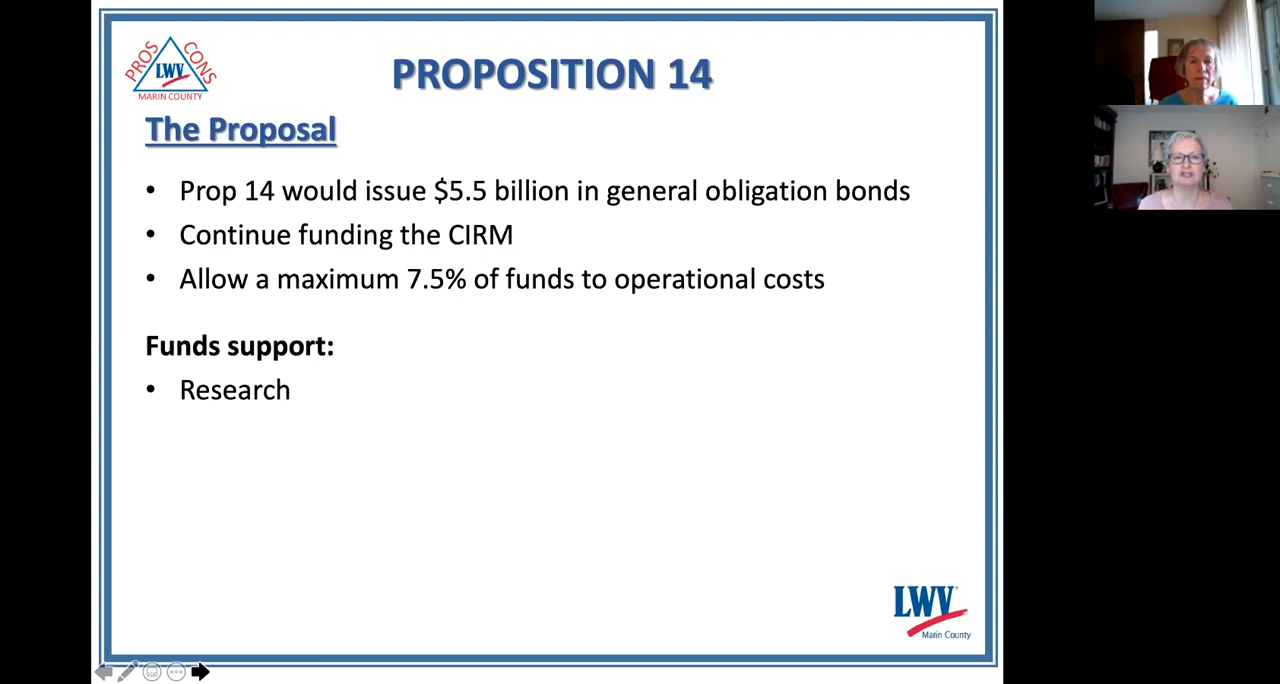 PROS CONS
LWV
MARIN COUNTY
PROPOSITION 14
The Proposal
• Prop 14 would issue $5.5 billion in general obligation bonds
• Continue funding the CIRM
• Allow a maximum 7.5% of funds to operational costs
Funds support:
• Research
LWV
Marin County